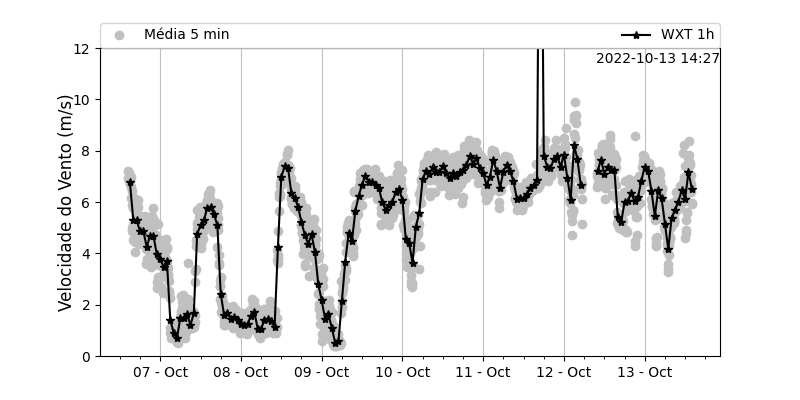 Média 5 min
WXT 1h
2022-10-13 14:27
Velocidade do Vento (m/s)
12
10
8
6
4
2
0
07 - Oct
08 - Oct
09 - Oct
10 - Oct
11 - Oct
12 - Oct
13 - Oct